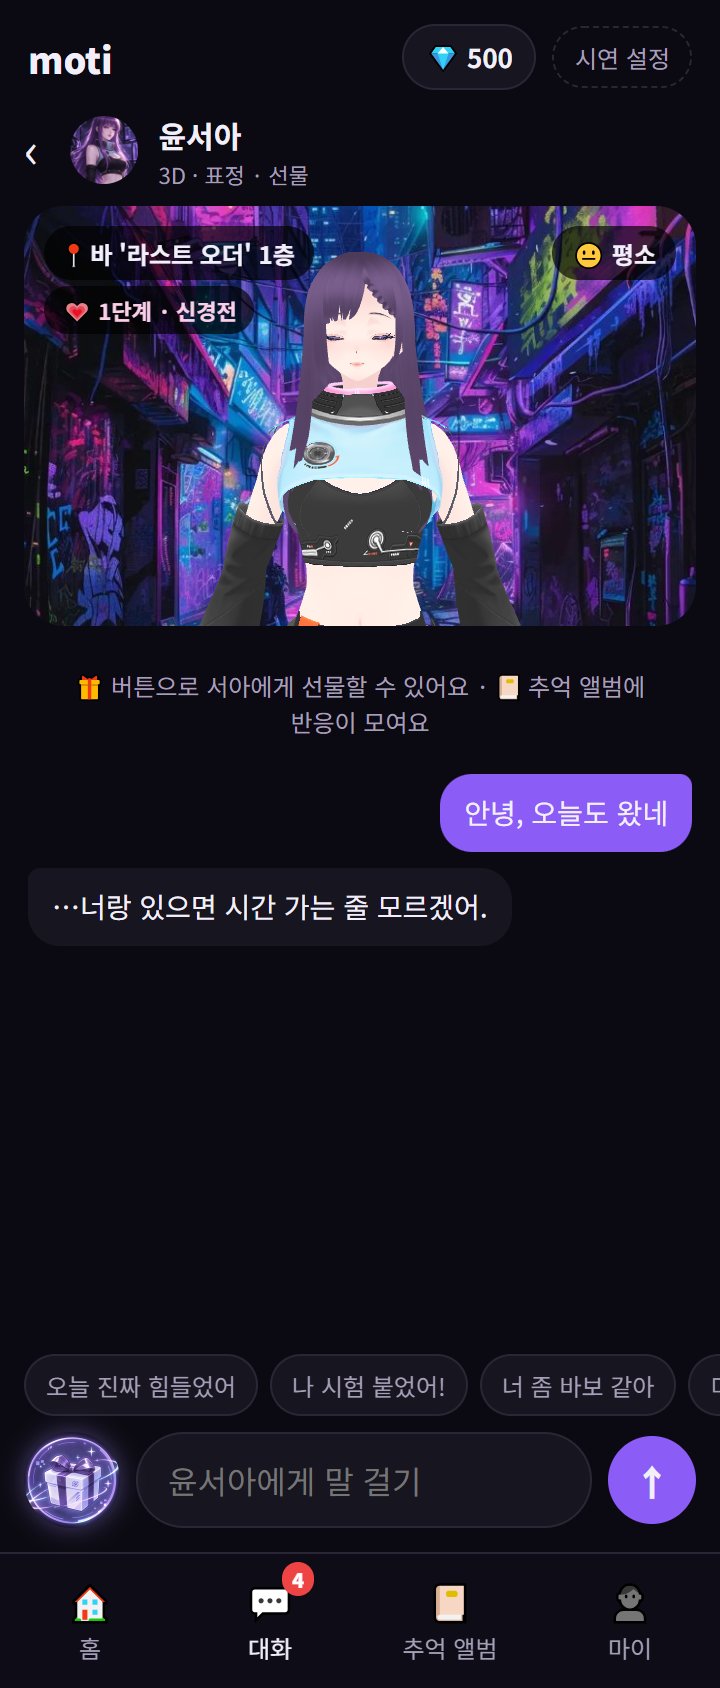 moti
500
시연 설정
윤서아
3D · 표정 · 선물
바 '라스트 오더' 1층
평소
1단계 · 신경전
버튼으로 서아에게 선물할 수 있어요 · 추억 앨범에
반응이 모여요
안녕, 오늘도 왔네
…너랑 있으면 시간 가는 줄 모르겠어.
오늘 진짜 힘들었어
나 시험 붙었어!
너 좀 바보 같아
윤서아에게 말 걸기
4
홈
대화
추억 앨범
마이